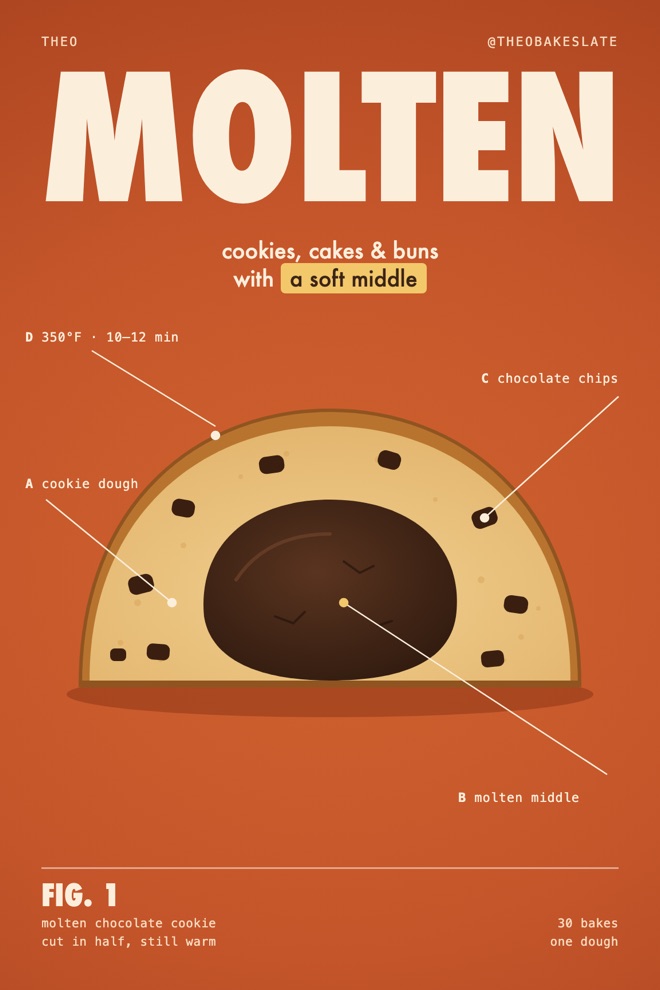 THEO
@THEOBAKESLATE
MOLTEN
cookies, cakes & buns
with a soft middle
D 350°F · 10–12 min
C chocolate chips
A cookie dough
B molten middle
FIG. 1
molten chocolate cookie
cut in half, still warm
30 bakes
one dough